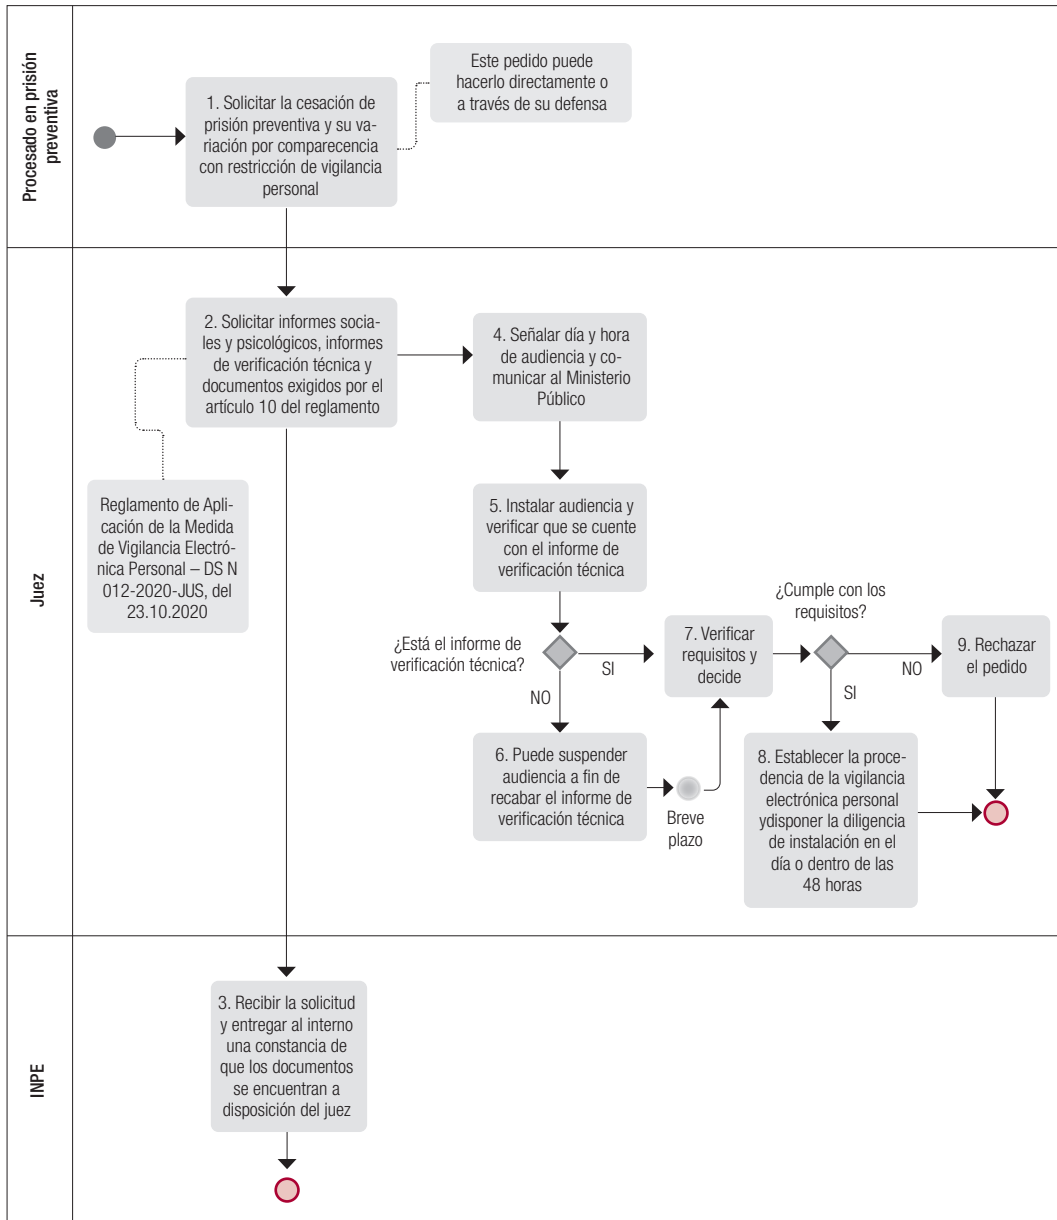 Procesado en prisión
preventiva
1. Solicitar la cesación de
prisión preventiva y su va-
riación por comparecencia
con restricción de vigilancia
personal
Este pedido puede
hacerlo directamente o
a través de su defensa
Juez
2. Solicitar informes socia-
les y psicológicos, informes
de verificación técnica y
documentos exigidos por el
artículo 10 del reglamento
Reglamento de Apli-
cación de la Medida
de Vigilancia Electró-
nica Personal – DS N
012-2020-JUS, del
23.10.2020
4. Señalar día y hora
de audiencia y co-
municar al Ministerio
Público
5. Instalar audiencia y
verificar que se cuente
con el informe de
verificación técnica
¿Está el informe de
verificación técnica?
SI
NO
6. Puede suspender
audiencia a fin de
recabar el informe de
verificación técnica
Breve
plazo
7. Verificar
requisitos y
decide
¿Cumple con los
requisitos?
NO
SI
9. Rechazar
el pedido
8. Establecer la proce-
dencia de la vigilancia
electrónica personal
ydisponer la diligencia
de instalación en el
día o dentro de las
48 horas
INPE
3. Recibir la solicitud
y entregar al interno
una constancia de
que los documentos
se encuentran a
disposición del juez